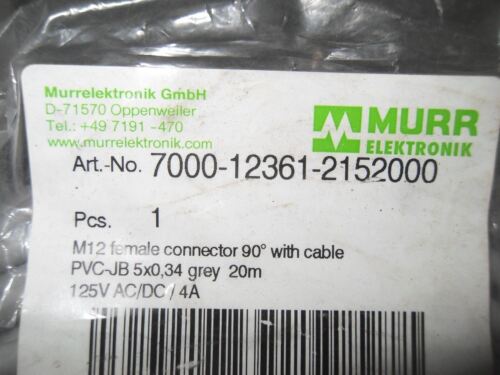 Murrelektronik GmbH
D-71570 Oppenweiler
Tel.: +49 7191 -470
www.murrelektronik.com
MURR
ELEKTRONIK
Art.-No. 7000-12361-2152000
Pcs. 1
M12 female connector 90° with cable
PVC-JB 5x0,34 grey 20m
125V AC/DC / 4A